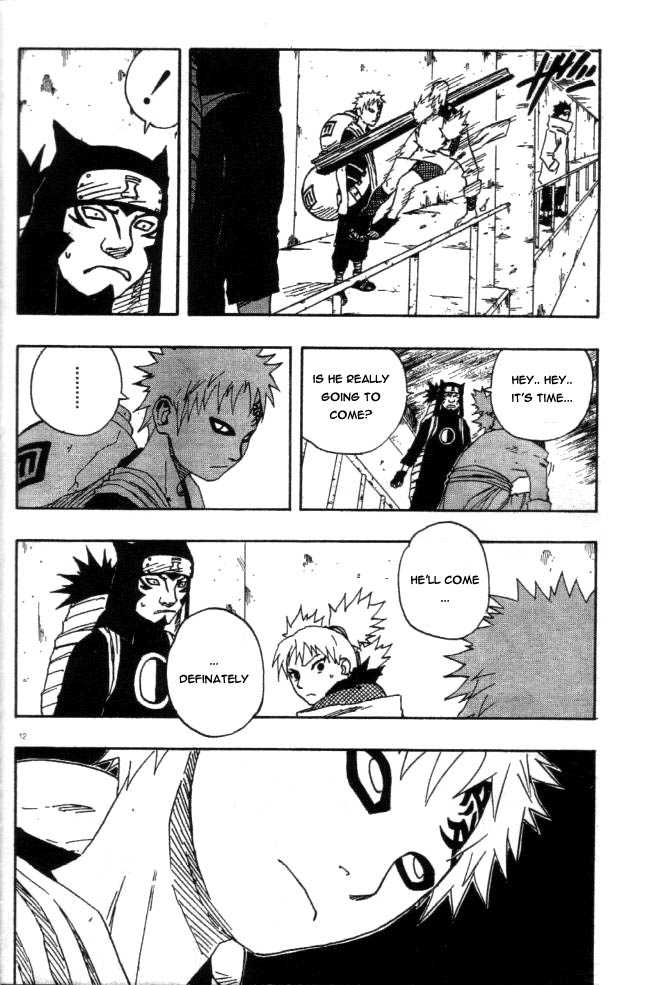 !
HEY.. HEY..
IT'S TIME...
IS HE REALLY
GOING TO
COME?
.........
HE'LL COME
...
...
DEFINATELY
12